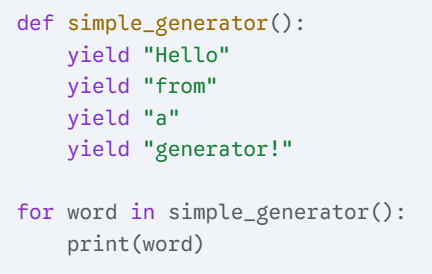 def simple_generator():
    yield "Hello"
    yield "from"
    yield "a"
    yield "generator!"

for word in simple_generator():
    print(word)